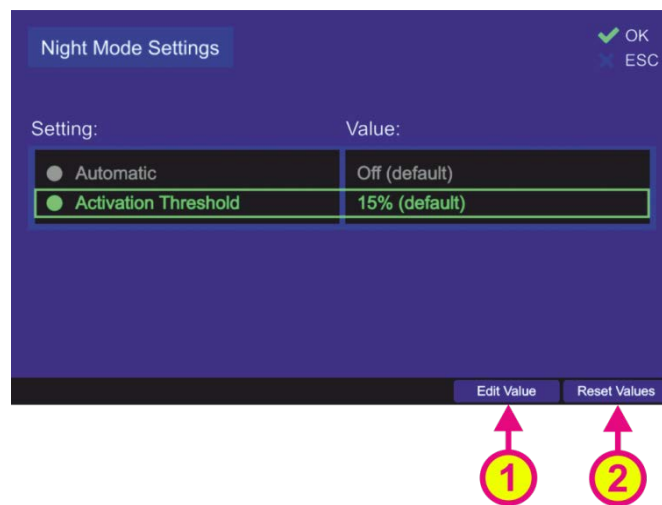 Night Mode Settings
OK
ESC
Setting: Value:
Automatic Off (default)
Activation Threshold 15% (default)
Edit Value Reset Values
1 2